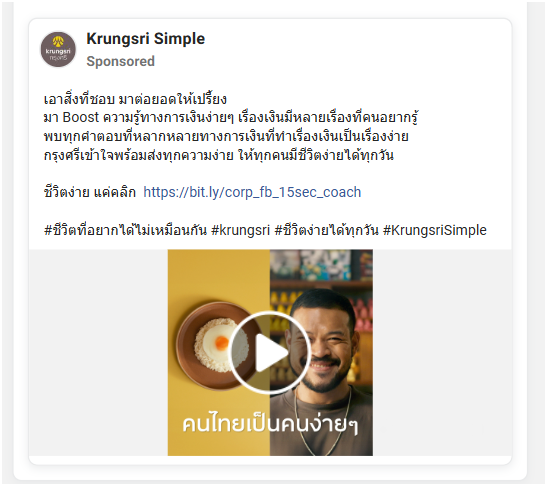 Krungsri Simple
krungsri
กรุงศรี
Sponsored
เอาสิ่งที่ชอบ มาต่อยอดให้เปรี้ยง
มา Boost ความรู้ทางการเงินง่ายๆ เรื่องเงินมีหลายเรื่องที่คนอยากรู้
พบทุกคำตอบที่หลากหลายทางการเงินที่ทำเรื่องเงินเป็นเรื่องง่าย
กรุงศรีเข้าใจพร้อมส่งทุกความง่าย ให้ทุกคนมีชีวิตง่ายได้ทุกวัน
ชีวิตง่าย แค่คลิก https://bit.ly/corp_fb_15sec_coach
#ชีวิตที่อยากได้ไม่เหมือนกัน #krungsri #ชีวิตง่ายได้ทุกวัน #KrungsriSimple
คนไทยเป็นคนง่ายๆ